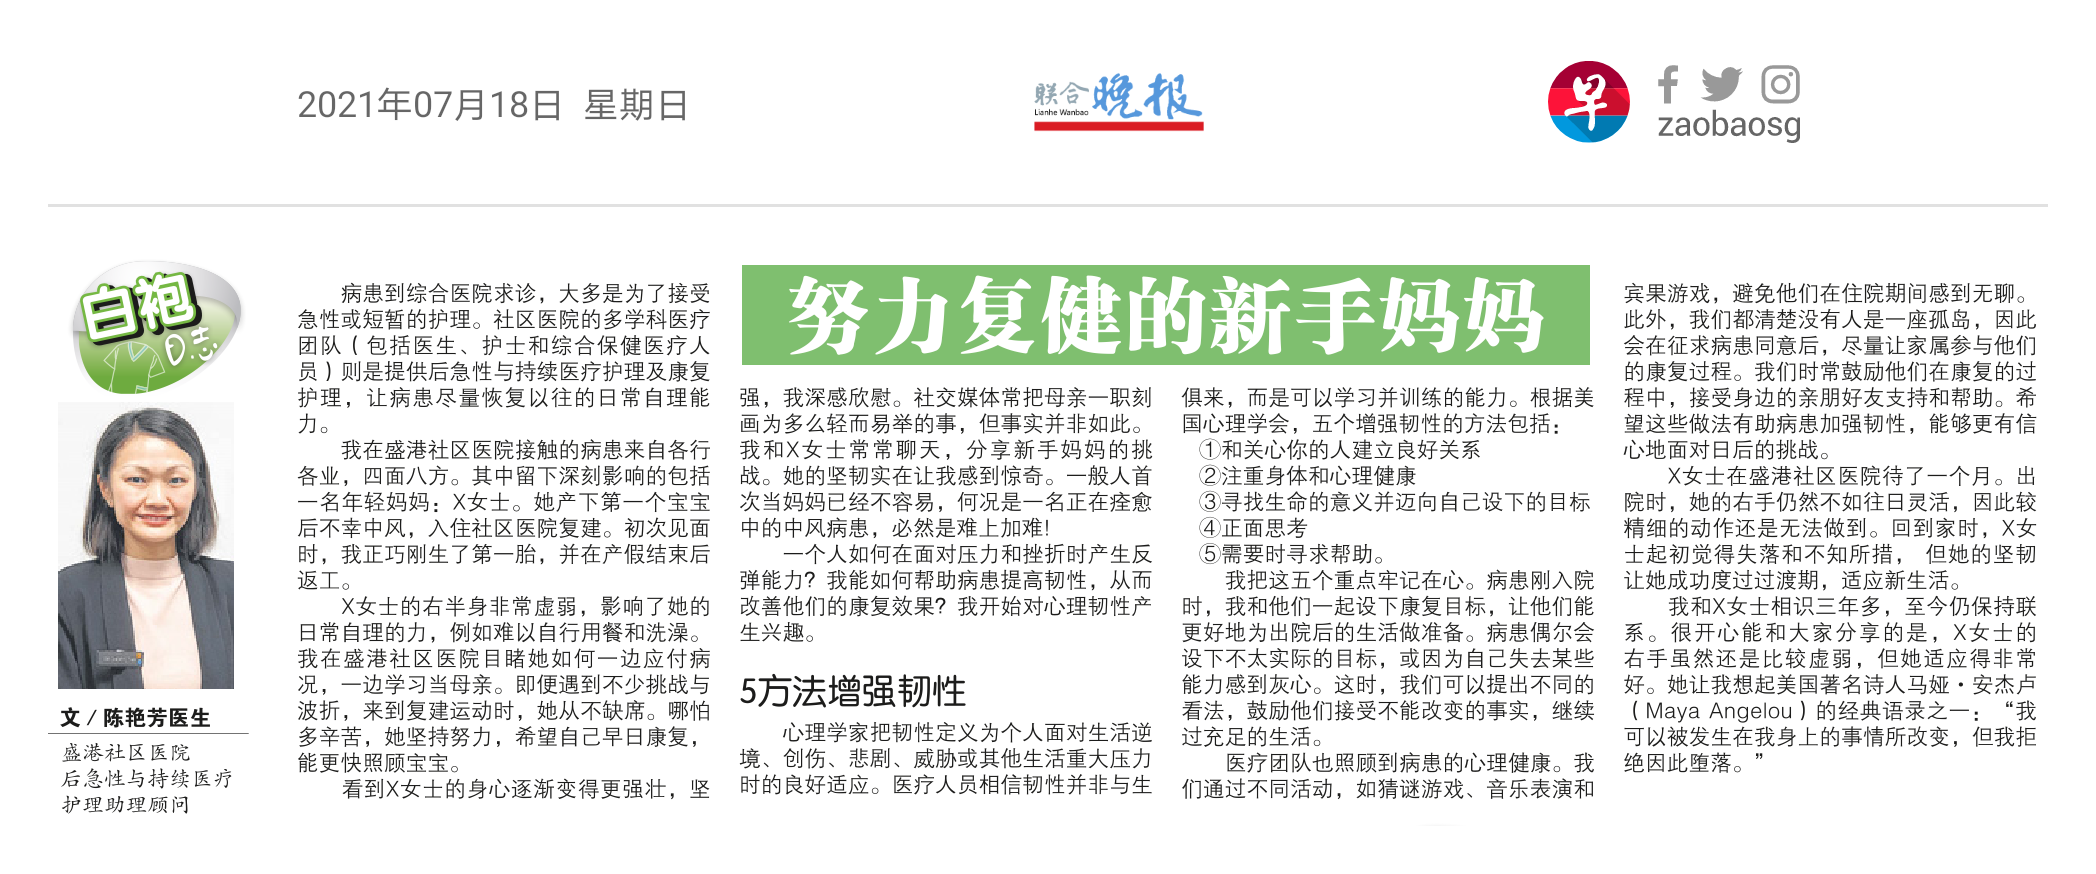 2021年07月18日 星期日
联合晚报
Lianhe Wanbao
早
zaobaosg
白袍
日志
文 / 陈艳芳医生
盛港社区医院
后急性与持续医疗
护理助理顾问
努力复健的新手妈妈
病患到综合医院求诊，大多是为了接受
急性或短暂的护理。社区医院的多学科医疗
团队（包括医生、护士和综合保健医疗人
员）则是提供后急性与持续医疗护理及康复
护理，让病患尽量恢复以往的日常自理能
力。
我在盛港社区医院接触的病患来自各行
各业，四面八方。其中留下深刻影响的包括
一名年轻妈妈：X女士。她产下第一个宝宝
后不幸中风，入住社区医院复建。初次见面
时，我正巧刚生了第一胎，并在产假结束后
返工。
X女士的右半身非常虚弱，影响了她的
日常自理的力，例如难以自行用餐和洗澡。
我在盛港社区医院目睹她如何一边应付病
况，一边学习当母亲。即便遇到不少挑战与
波折，来到复建运动时，她从不缺席。哪怕
多辛苦，她坚持努力，希望自己早日康复，
能更快照顾宝宝。
看到X女士的身心逐渐变得更强壮，坚
强，我深感欣慰。社交媒体常把母亲一职刻
画为多么轻而易举的事，但事实并非如此。
我和X女士常常聊天，分享新手妈妈的挑
战。她的坚韧实在让我感到惊奇。一般人首
次当妈妈已经不容易，何况是一名正在痊愈
中的中风病患，必然是难上加难！
一个人如何在面对压力和挫折时产生反
弹能力？我能如何帮助病患提高韧性，从而
改善他们的康复效果？我开始对心理韧性产
生兴趣。
5方法增强韧性
心理学家把韧性定义为个人面对生活逆
境、创伤、悲剧、威胁或其他生活重大压力
时的良好适应。医疗人员相信韧性并非与生
俱来，而是可以学习并训练的能力。根据美
国心理学会，五个增强韧性的方法包括：
①和关心你的人建立良好关系
②注重身体和心理健康
③寻找生命的意义并迈向自己设下的目标
④正面思考
⑤需要时寻求帮助。
我把这五个重点牢记在心。病患刚入院
时，我和他们一起设下康复目标，让他们能
更好地为出院后的生活做准备。病患偶尔会
设下不太实际的目标，或因为自己失去某些
能力感到灰心。这时，我们可以提出不同的
看法，鼓励他们接受不能改变的事实，继续
过充足的生活。
医疗团队也照顾到病患的心理健康。我
们通过不同活动，如猜谜游戏、音乐表演和
宾果游戏，避免他们在住院期间感到无聊。
此外，我们都清楚没有人是一座孤岛，因此
会在征求病患同意后，尽量让家属参与他们
的康复过程。我们时常鼓励他们在康复的过
程中，接受身边的亲朋好友支持和帮助。希
望这些做法有助病患加强韧性，能够更有信
心地面对日后的挑战。
X女士在盛港社区医院待了一个月。出
院时，她的右手仍然不如往日灵活，因此较
精细的动作还是无法做到。回到家时，X女
士起初觉得失落和不知所措， 但她的坚韧
让她成功度过过渡期，适应新生活。
我和X女士相识三年多，至今仍保持联
系。很开心能和大家分享的是，X女士的
右手虽然还是比较虚弱，但她适应得非常
好。她让我想起美国著名诗人马娅·安杰卢
（Maya Angelou）的经典语录之一：“我
可以被发生在我身上的事情所改变，但我拒
绝因此堕落。”